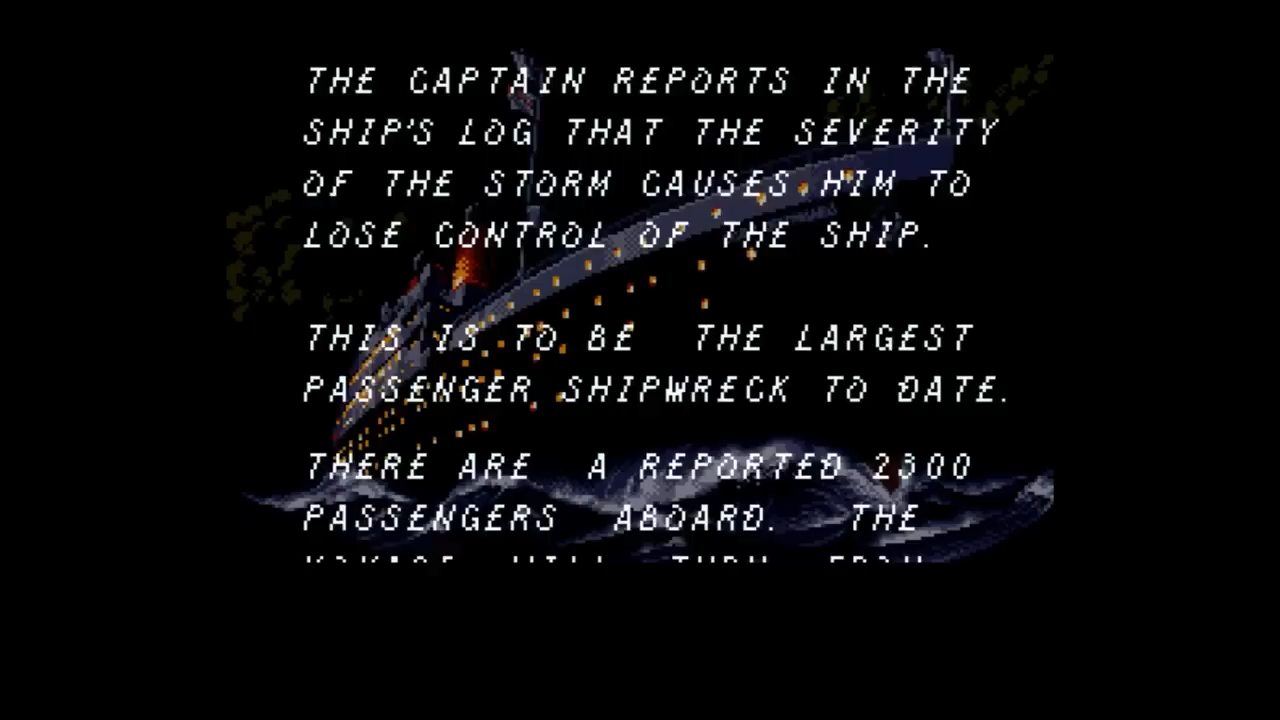 THE CAPTAIN REPORTS IN THE
SHIP'S LOG THAT THE SEVERITY
OF THE STORM CAUSES HIM TO
LOSE CONTROL OF THE SHIP.
THIS IS TO BE THE LARGEST
PASSENGER SHIPWRECK TO DATE.
THERE ARE A REPORTED 2300
PASSENGERS ABOARD. THE